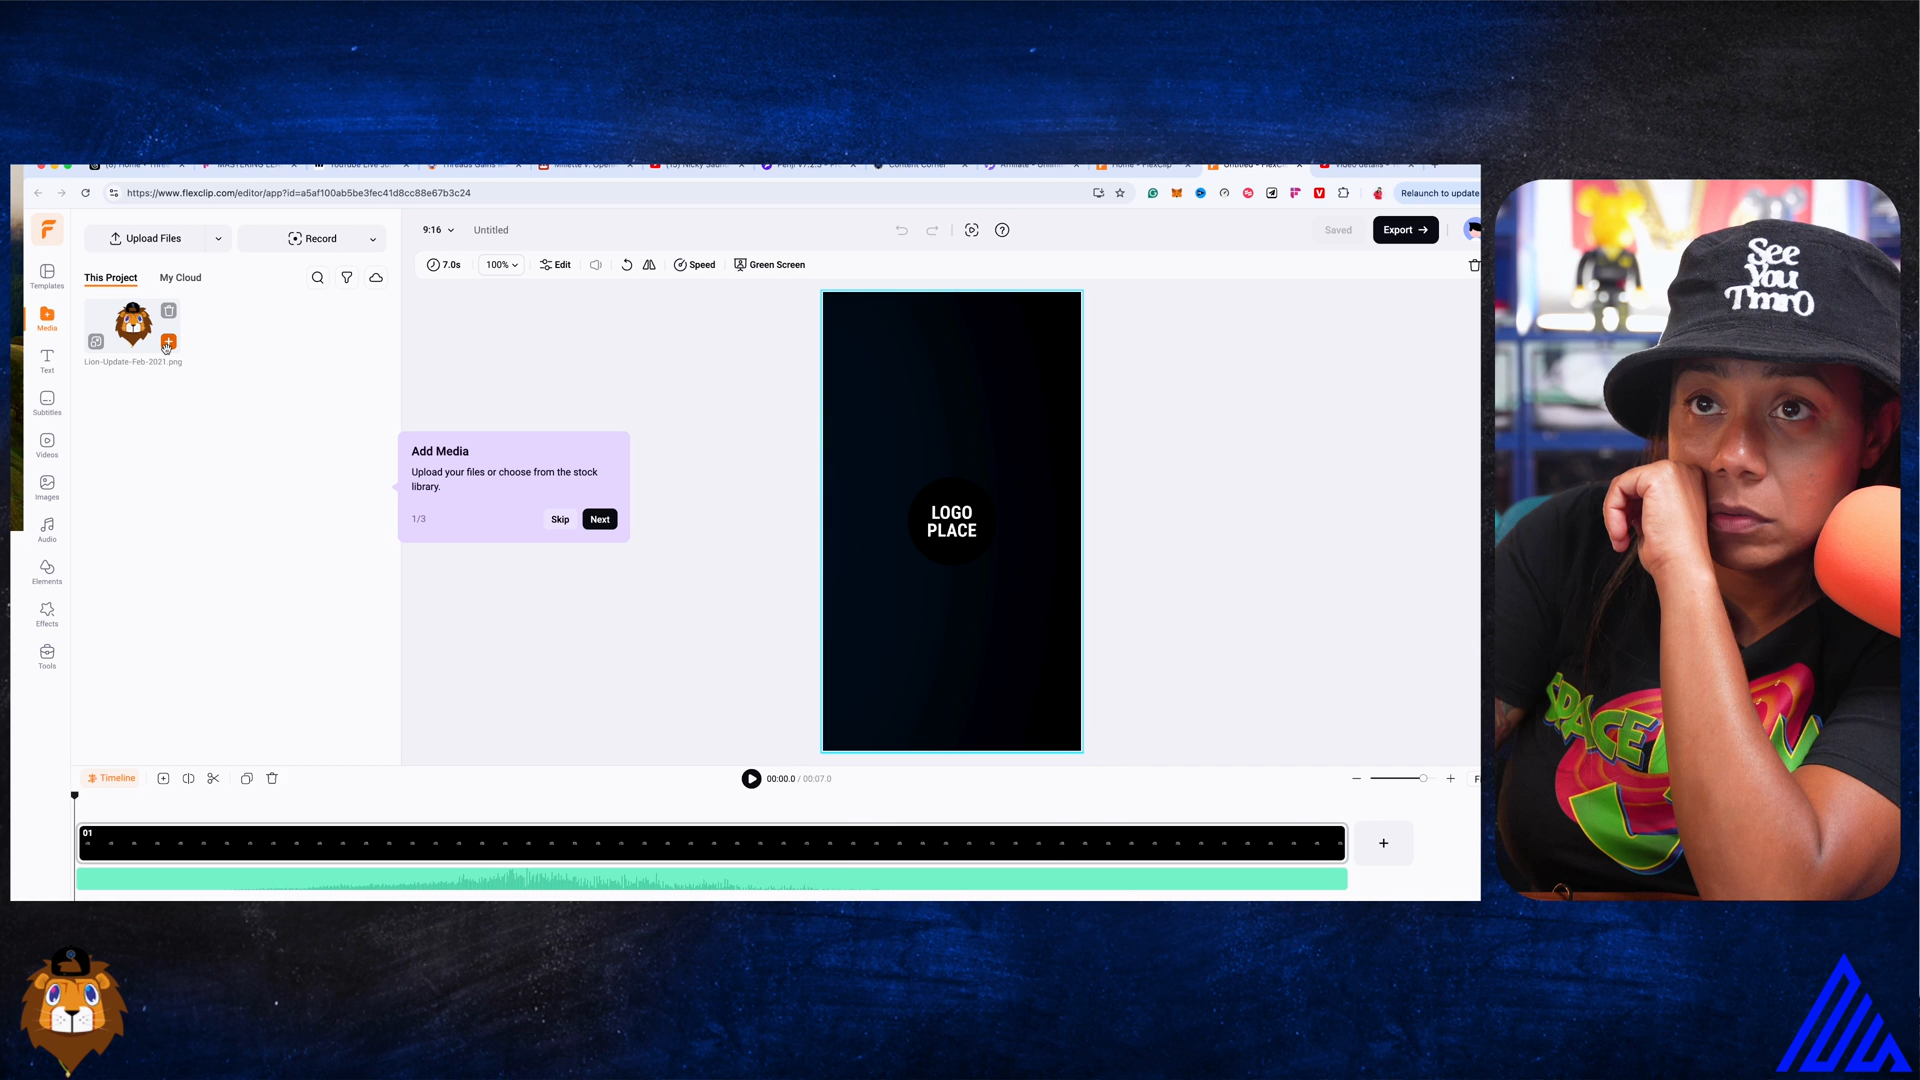 https://www.flexclip.com/editor/app?id=a5af100ab5be3fec41d8cc88e67b3c24
Relaunch to update
Upload Files
Record
9:16
Untitled
Saved
Export
This Project
My Cloud
7.0s
100%
Edit
Speed
Green Screen
Templates
Media
Text
Subtitles
Videos
Images
Audio
Elements
Effects
Tools
Lion-Update-Feb-2021.png
Add Media
Upload your files or choose from the stock
library.
1/3
Skip
Next
LOGO
PLACE
Timeline
00:00.0 / 00:07.0
01
See
You
Tmr0
SPACE